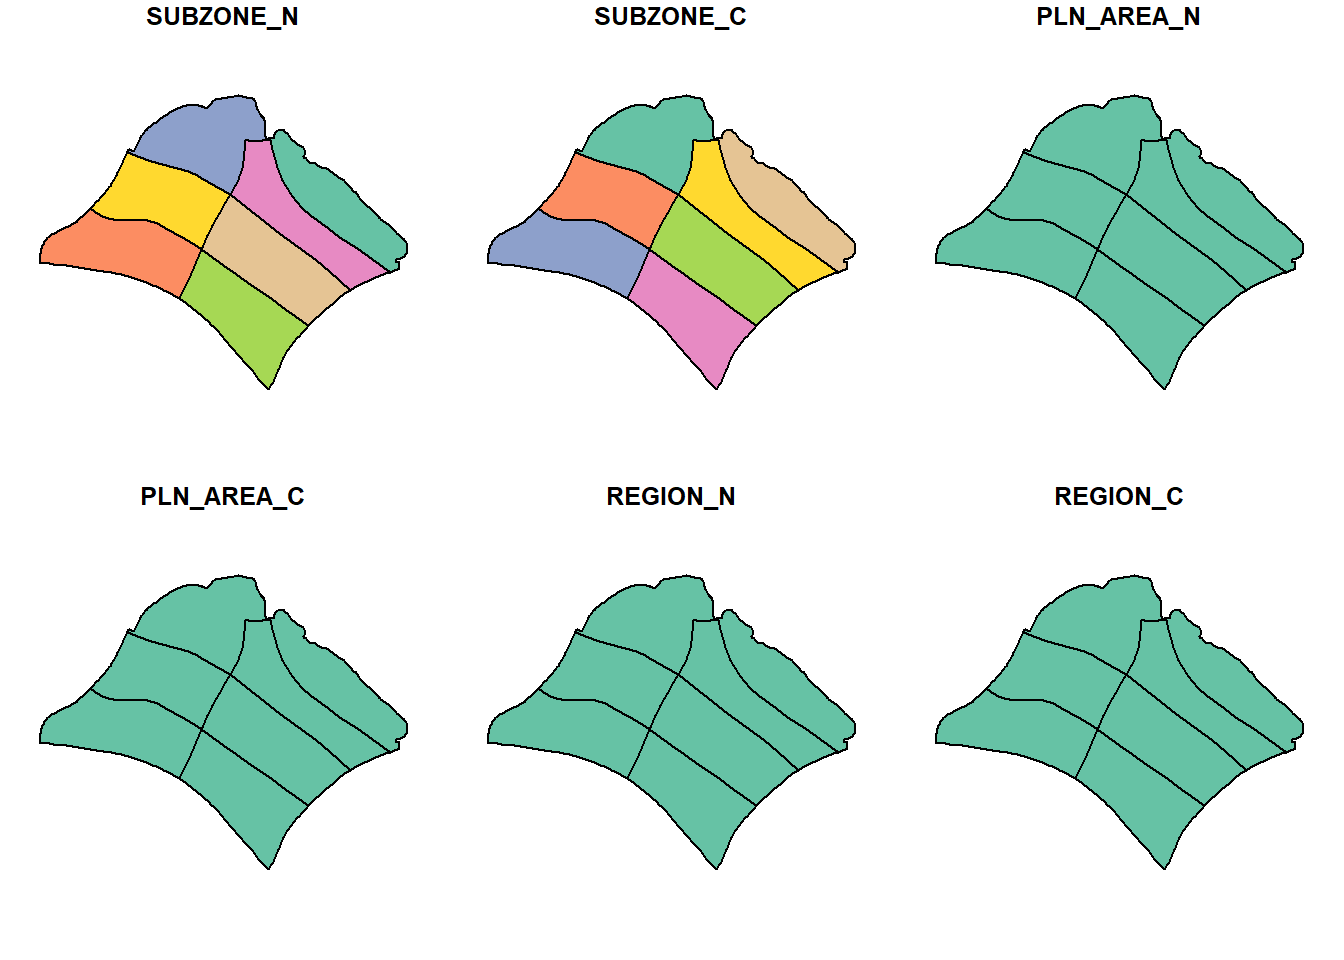 SUBZONE_N
SUBZONE_C
PLN_AREA_N
PLN_AREA_C
REGION_N
REGION_C